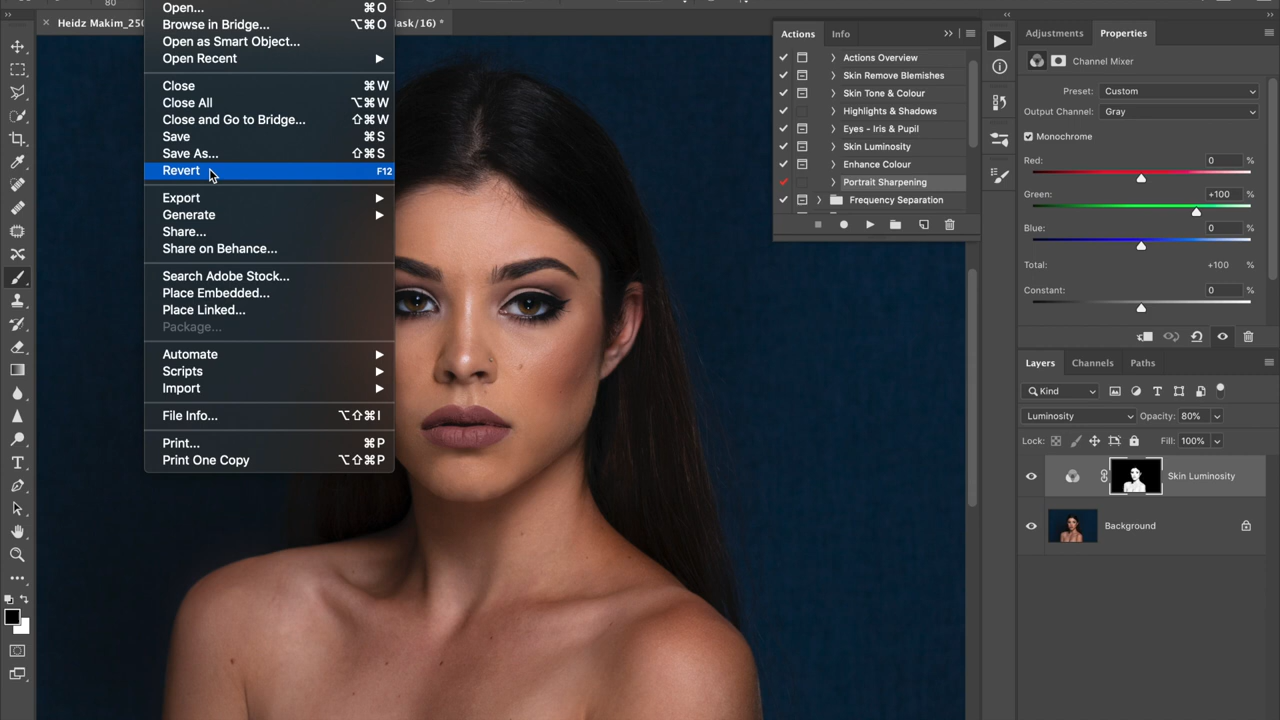 80
Open... ⌘O
Heidz Makim_250
ask/16) *
Browse in Bridge... ⌥⌘O
Open as Smart Object...
Open Recent
Close ⌘W
Close All ⌥⌘W
Close and Go to Bridge... ⇧⌘W
Save ⌘S
Save As... ⇧⌘S
Revert F12
Export
Generate
Share...
Share on Behance...
Search Adobe Stock...
Place Embedded...
Place Linked...
Package...
Automate
Scripts
Import
File Info... ⌥⇧⌘I
Print... ⌘P
Print One Copy ⌥⇧⌘P
Actions Info
Actions Overview
Skin Remove Blemishes
Skin Tone & Colour
Highlights & Shadows
Eyes - Iris & Pupil
Skin Luminosity
Enhance Colour
Portrait Sharpening
Frequency Separation
Adjustments Properties
Channel Mixer
Preset: Custom
Output Channel: Gray
Monochrome
Red: 0 %
Green: +100 %
Blue: 0 %
Total: +100 %
Constant: 0 %
Layers Channels Paths
Kind
Luminosity Opacity: 80%
Lock: Fill: 100%
Skin Luminosity
Background